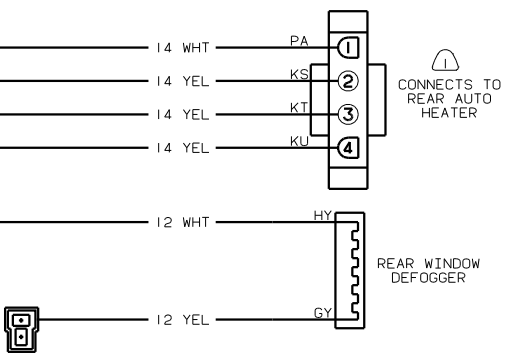 14 WHT PA 1
14 YEL KS 2
14 YEL KT 3
14 YEL KU 4
1
CONNECTS TO
REAR AUTO
HEATER
12 WHT HY
REAR WINDOW
DEFOGGER
12 YEL GY